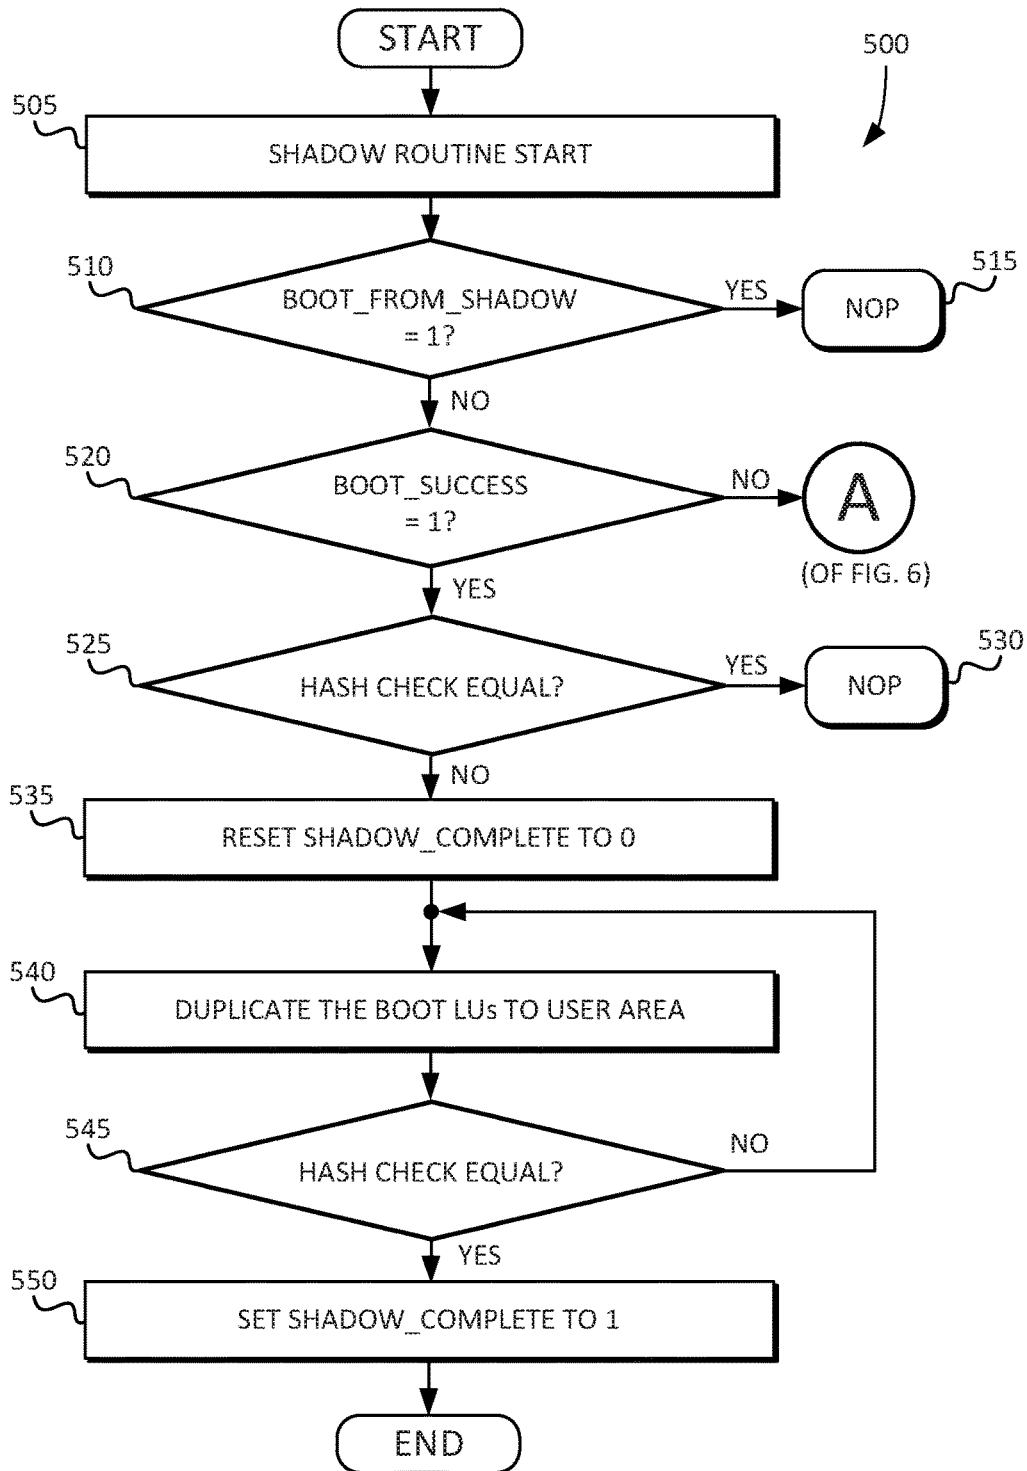 START
500
505
SHADOW ROUTINE START
510
BOOT_FROM_SHADOW
= 1?
YES
NOP
515
NO
520
BOOT_SUCCESS
= 1?
NO
A
(OF FIG. 6)
YES
525
HASH CHECK EQUAL?
YES
NOP
530
NO
535
RESET SHADOW_COMPLETE TO 0
540
DUPLICATE THE BOOT LUs TO USER AREA
545
HASH CHECK EQUAL?
NO
YES
550
SET SHADOW_COMPLETE TO 1
END